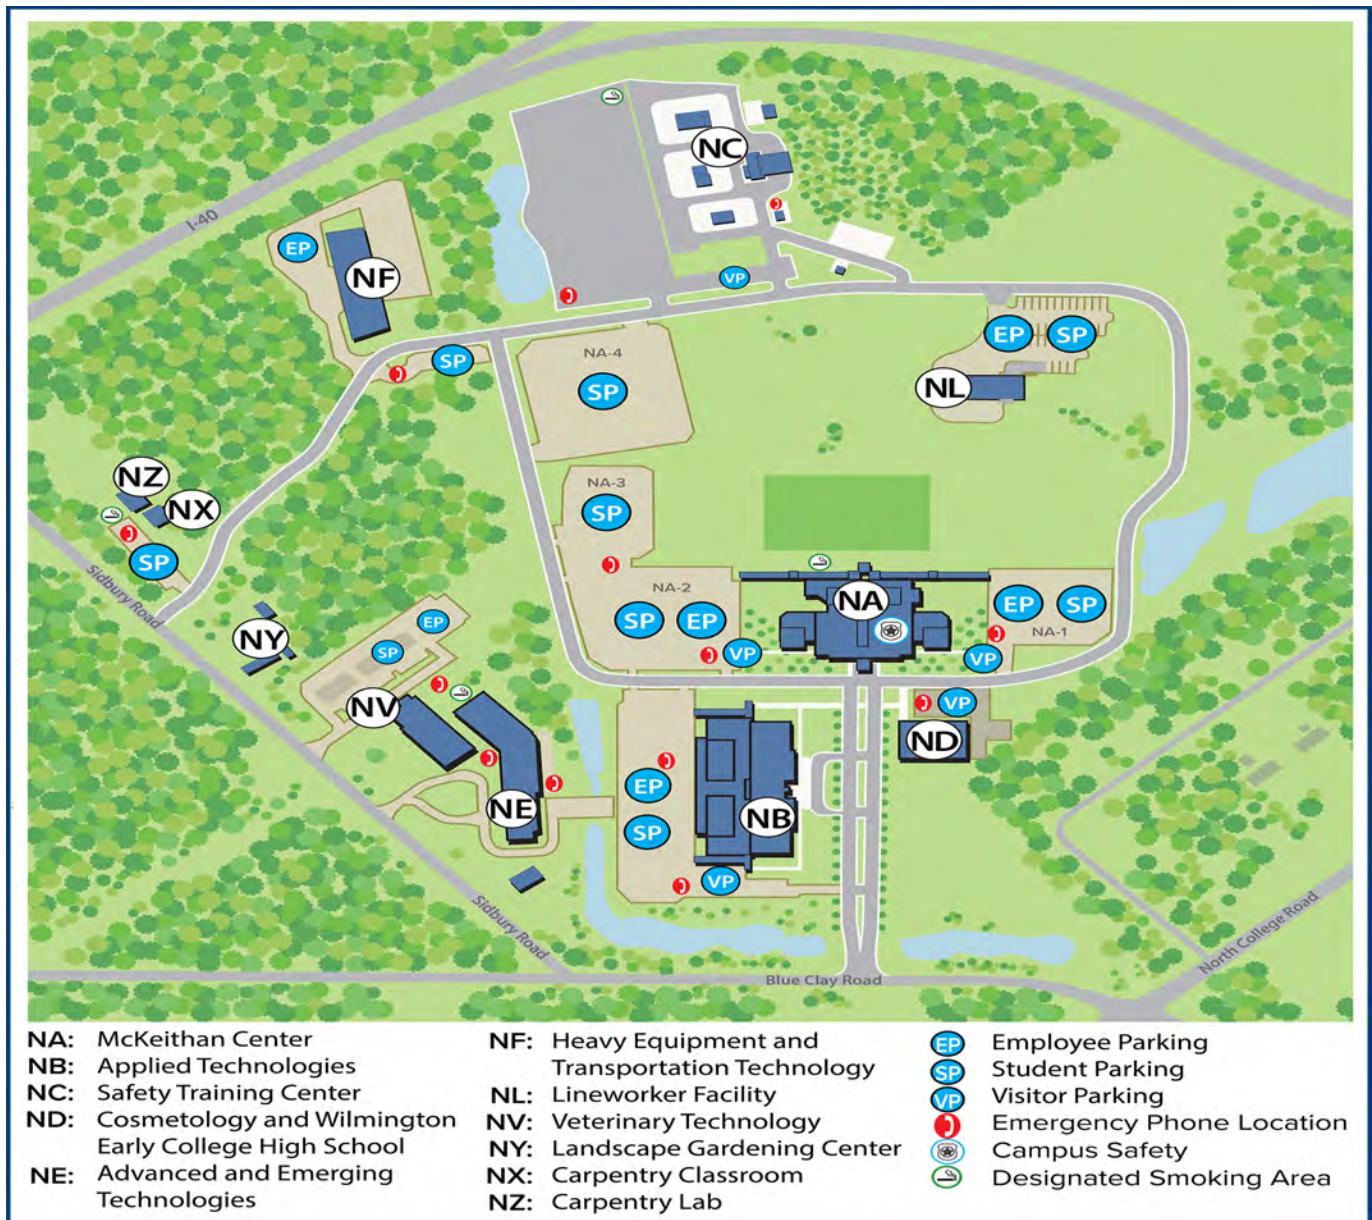 I-40
NC
EP
NF
VP
EP
SP
SP
NA-4
SP
NL
NZ
NX
NA-3
SP
SP
Sidbury Road
NA-2
SP
EP
NA
EP
SP
NA-1
VP
VP
NY
EP
SP
NV
VP
ND
EP
SP
NE
NB
VP
Sidbury Road
North College Road
Blue Clay Road
NA: McKeithan Center
NB: Applied Technologies
NC: Safety Training Center
ND: Cosmetology and Wilmington
Early College High School
NE: Advanced and Emerging
Technologies
NF: Heavy Equipment and
Transportation Technology
NL: Lineworker Facility
NV: Veterinary Technology
NY: Landscape Gardening Center
NX: Carpentry Classroom
NZ: Carpentry Lab
EP Employee Parking
SP Student Parking
VP Visitor Parking
Emergency Phone Location
Campus Safety
Designated Smoking Area